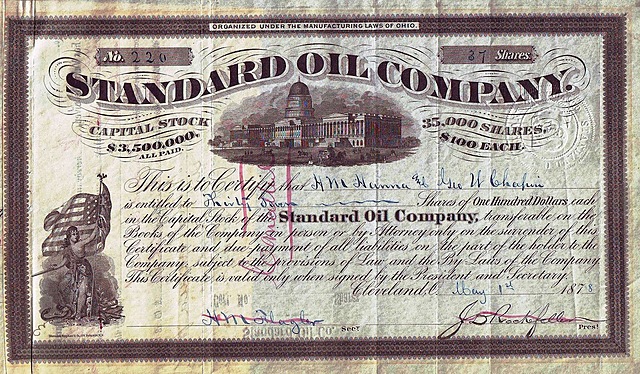 ORGANIZED UNDER THE MANUFACTURING LAWS OF OHIO.
No. 220
37 Shares.
STANDARD OIL COMPANY.
CAPITAL STOCK
$3,500,000.
ALL PAID.
35,000 SHARES,
$100 EACH.
This is to Certify that H M Hanna & Geo W Chapin
is entitled to Thirty Seven Shares of One Hundred Dollars each
in the Capital Stock of the Standard Oil Company, transferable on the
Books of the Company in person or by Attorney only on the surrender of this
Certificate and due payment of all liabilities on the part of the holder to the
Company, subject to the provisions of Law and the By-Laws of the Company
This Certificate is valid only when signed by the President and Secretary.
Cleveland, O. May 1st 1878
H M Flagler Secy
J D Rockefeller Prest